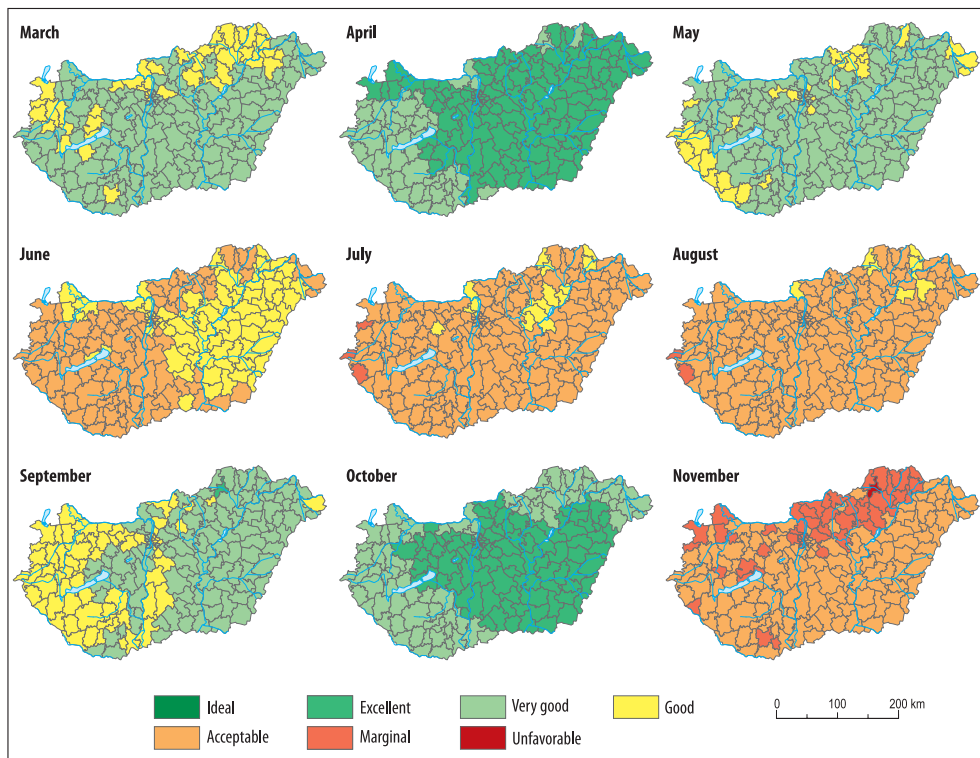 March
April
May
June
July
August
September
October
November
Ideal
Excellent
Very good
Good
Acceptable
Marginal
Unfavorable
0 100 200 km